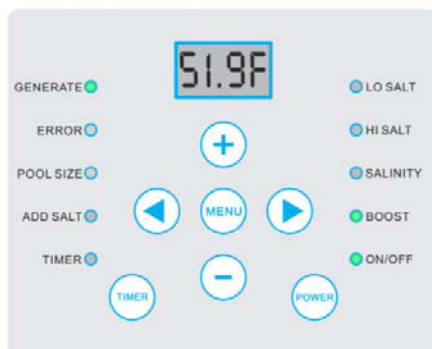 51.9F
GENERATE
LO SALT
ERROR
+
HI SALT
POOL SIZE
SALINITY
ADD SALT
MENU
BOOST
TIMER
−
ON/OFF
TIMER
POWER